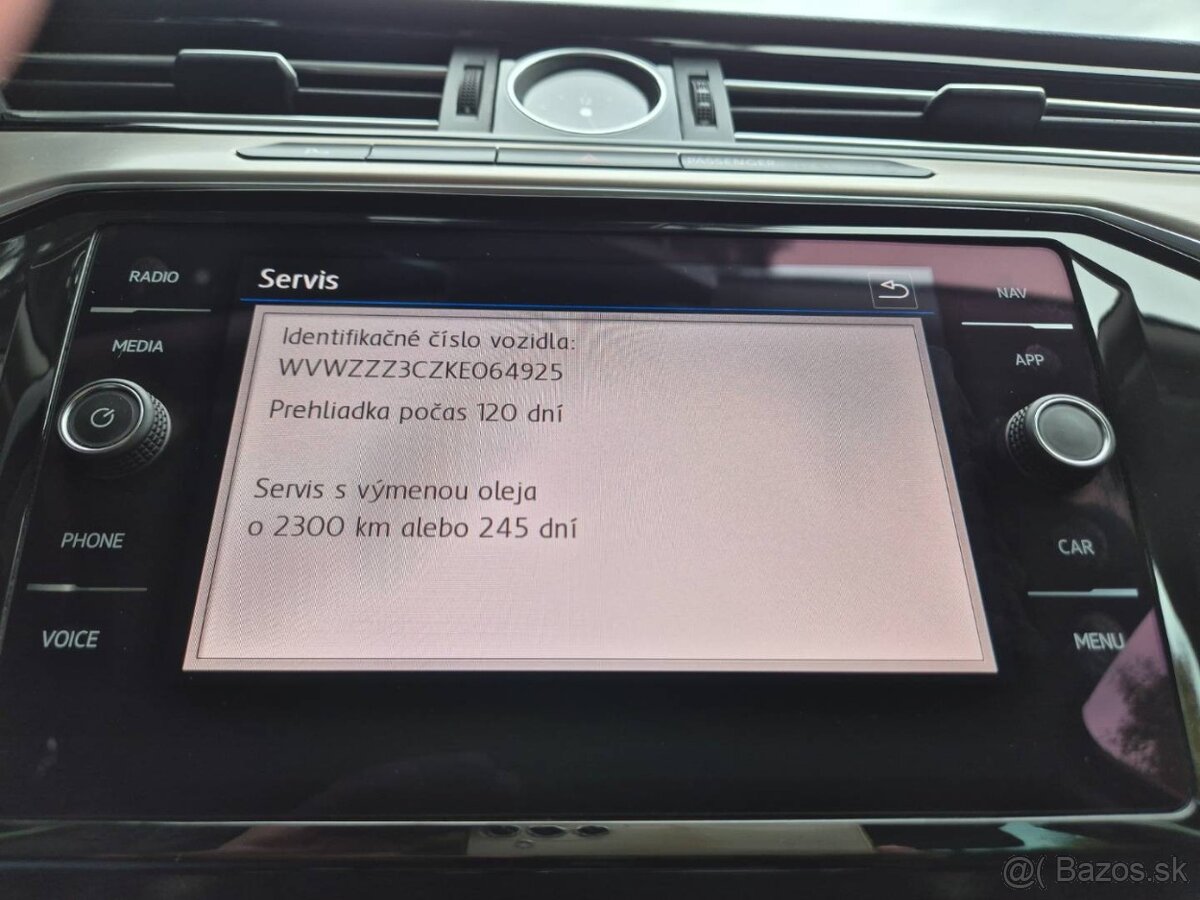 PASSENGER
RADIO
Servis
NAV
MEDIA
Identifikačné číslo vozidla:
WVWZZZ3CZKE064925
APP
Prehliadka počas 120 dní
Servis s výmenou oleja
o 2300 km alebo 245 dní
PHONE
CAR
VOICE
MENU
@( Bazos.sk